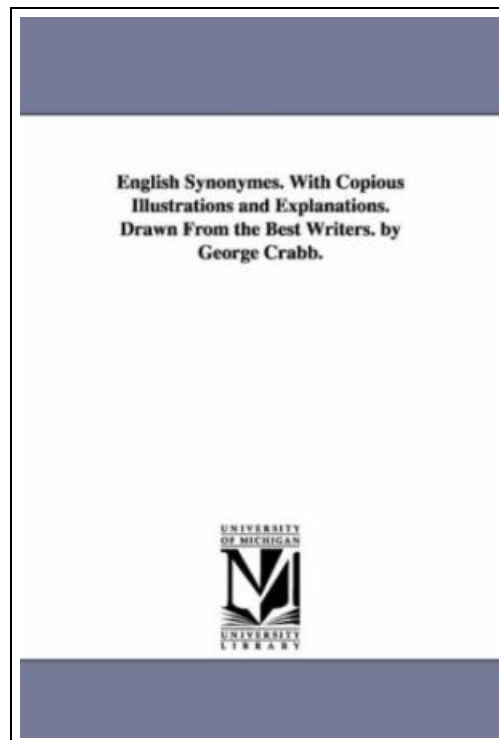 English Synonymes. With Copious
Illustrations and Explanations.
Drawn From the Best Writers. by
George Crabb.
UNIVERSITY
OF MICHIGAN
UNIVERSITY
LIBRARY